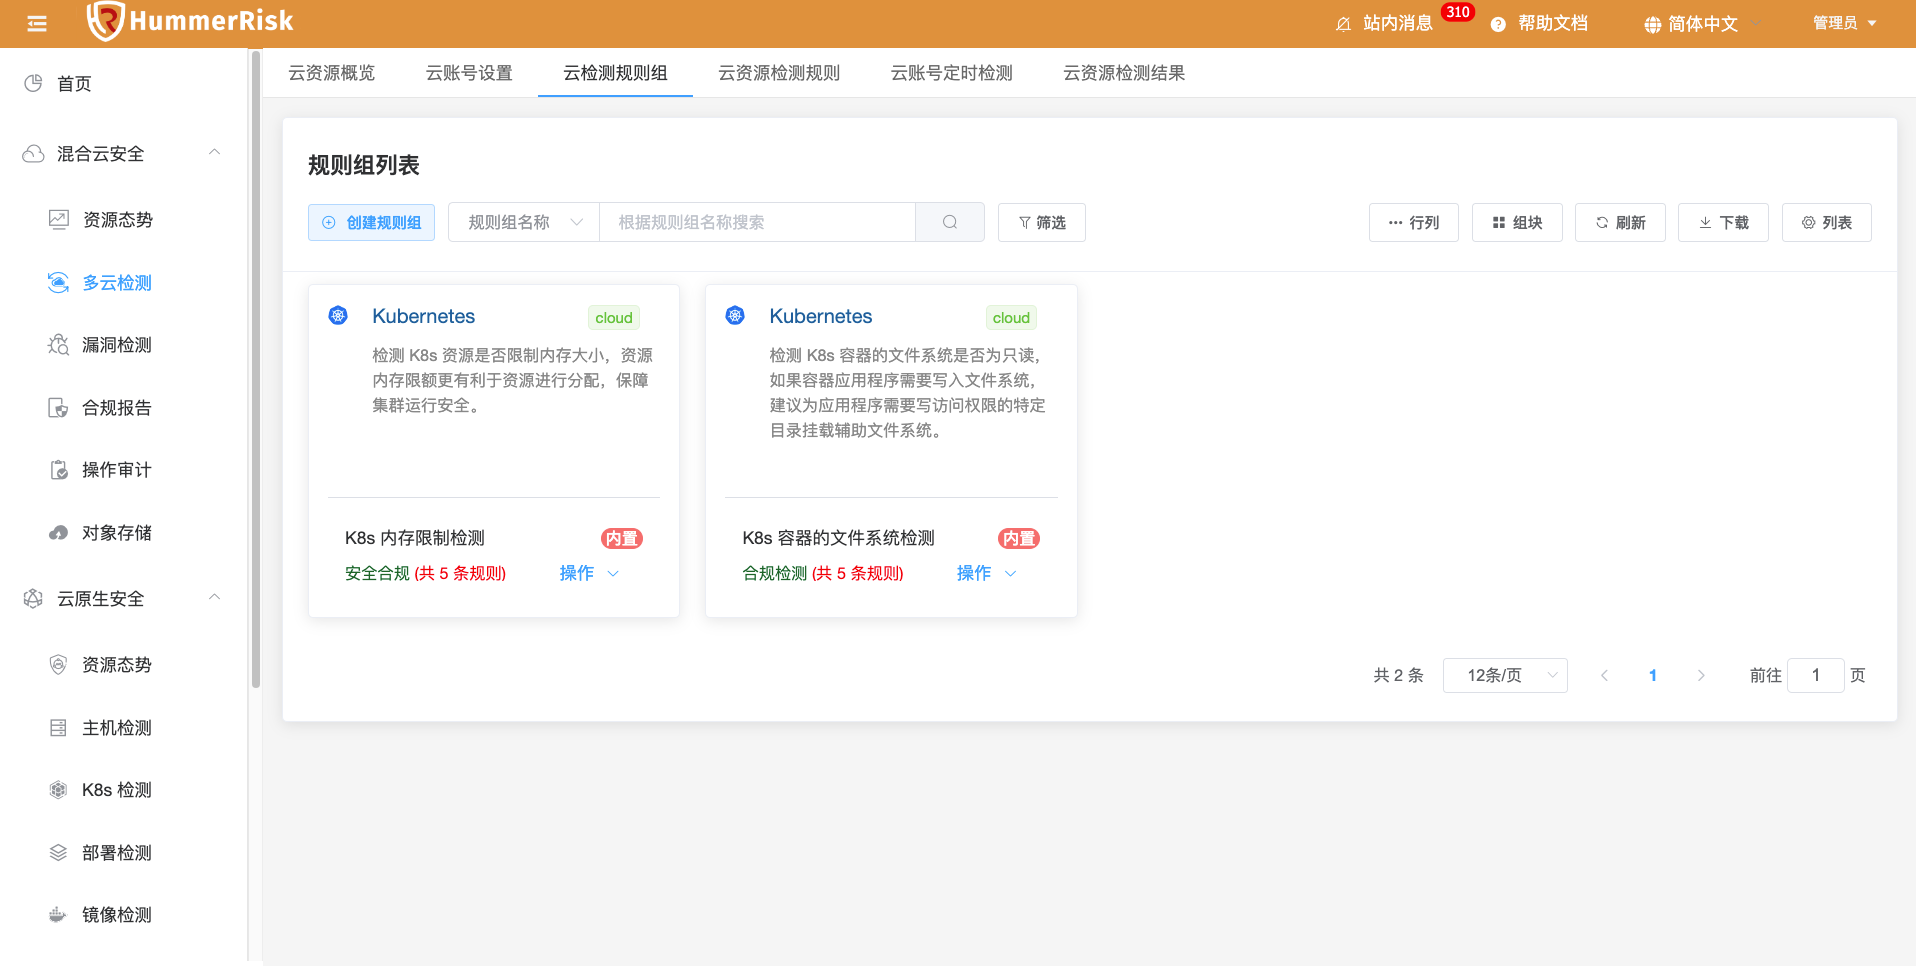 HummerRisk
站内消息
310
帮助文档
简体中文
管理员
首页
混合云安全
资源态势
多云检测
漏洞检测
合规报告
操作审计
对象存储
云原生安全
资源态势
主机检测
K8s 检测
部署检测
镜像检测
云资源概览
云账号设置
云检测规则组
云资源检测规则
云账号定时检测
云资源检测结果
规则组列表
创建规则组
规则组名称
根据规则组名称搜索
筛选
行列
组块
刷新
下载
列表
Kubernetes
cloud
检测 K8s 资源是否限制内存大小，资源
内存限额更有利于资源进行分配，保障
集群运行安全。
K8s 内存限制检测
内置
安全合规 (共 5 条规则)
操作
Kubernetes
cloud
检测 K8s 容器的文件系统是否为只读，
如果容器应用程序需要写入文件系统，
建议为应用程序需要写访问权限的特定
目录挂载辅助文件系统。
K8s 容器的文件系统检测
内置
合规检测 (共 5 条规则)
操作
共 2 条
12条/页
1
前往
1
页